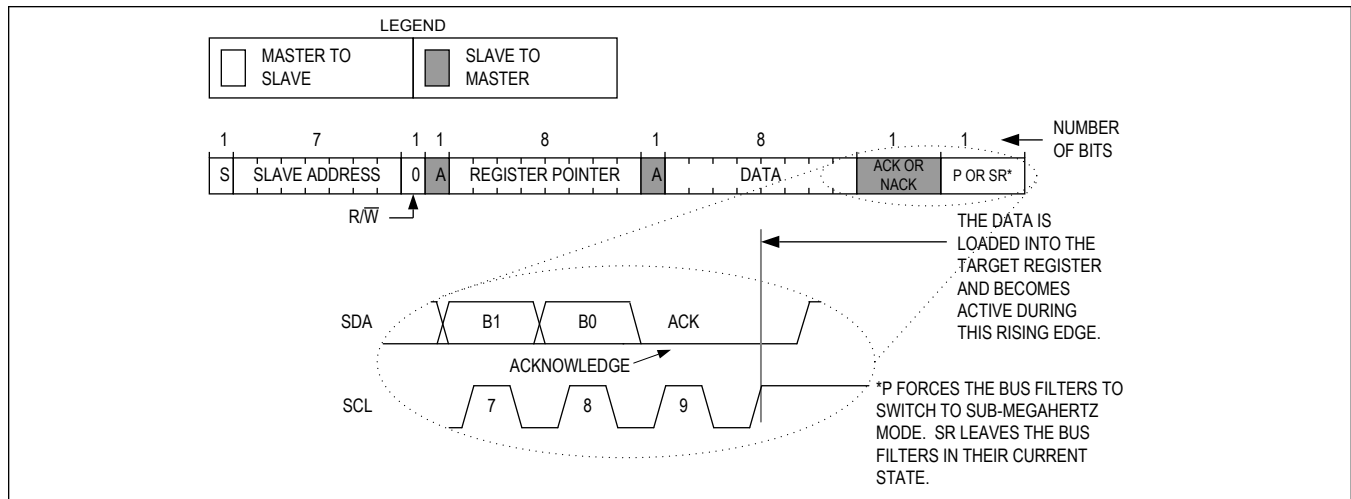 LEGEND
MASTER TO
SLAVE
SLAVE TO
MASTER
1 7 1 1 8 1 8 1 1
NUMBER
OF BITS
S SLAVE ADDRESS 0 A REGISTER POINTER A DATA ACK OR
NACK P OR SR*
R/W̅
THE DATA IS
LOADED INTO THE
TARGET REGISTER
AND BECOMES
ACTIVE DURING
THIS RISING EDGE.
SDA B1 B0 ACK
ACKNOWLEDGE
SCL 7 8 9
*P FORCES THE BUS FILTERS TO
SWITCH TO SUB-MEGAHERTZ
MODE. SR LEAVES THE BUS
FILTERS IN THEIR CURRENT
STATE.